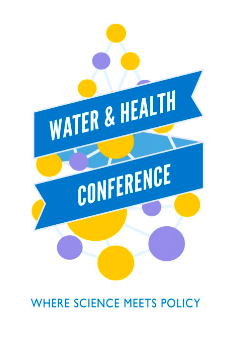 WATER & HEALTH
CONFERENCE
WHERE SCIENCE MEETS POLICY